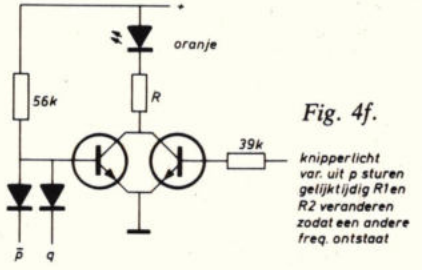 +
oranje
56k
R
Fig. 4f.
39k
knipperlicht
var. uit p sturen
gelijktijdig R1 en
R2 veranderen
zodat een andere
freq. ontstaat
p̄ q